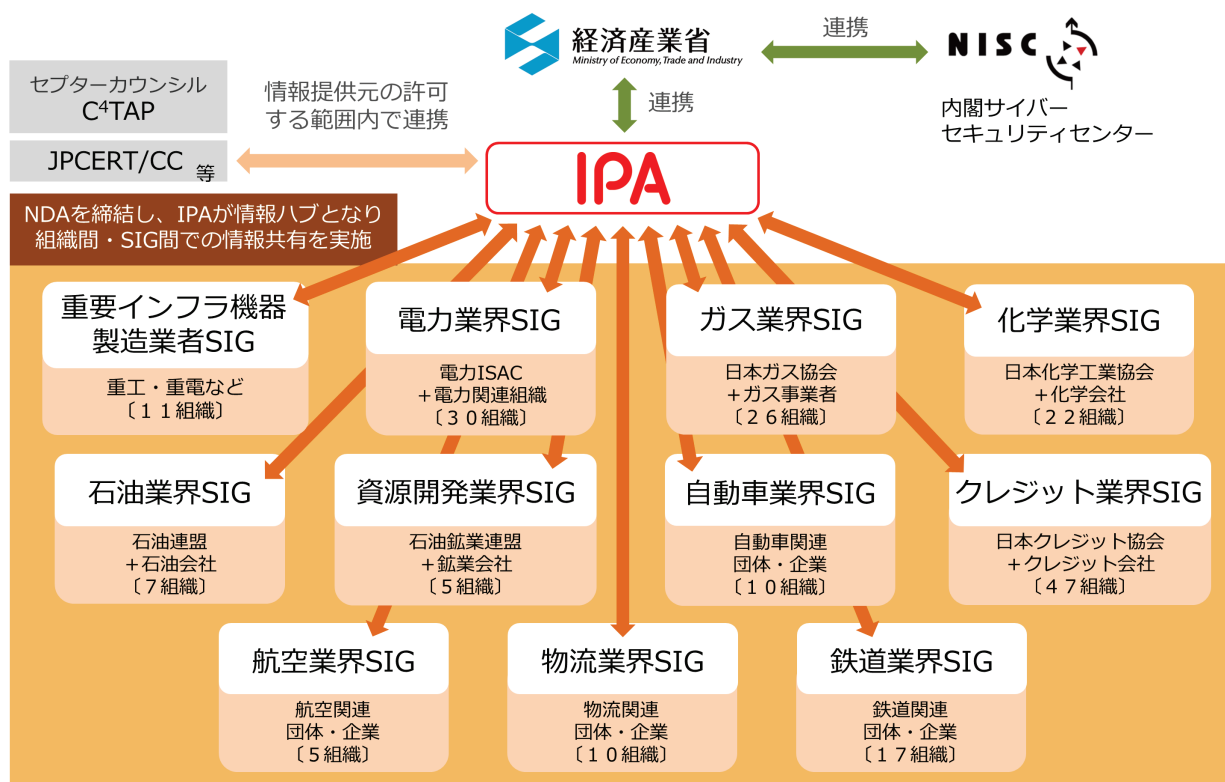 経済産業省
Ministry of Economy, Trade and Industry
連携
NISC
内閣サイバー
セキュリティセンター
連携
セプターカウンシル
C⁴TAP
JPCERT/CC 等
情報提供元の許可
する範囲内で連携
IPA
NDAを締結し、IPAが情報ハブとなり
組織間・SIG間での情報共有を実施
重要インフラ機器
製造業者SIG
重工・重電など
〔11組織〕
電力業界SIG
電力ISAC
+電力関連組織
〔30組織〕
ガス業界SIG
日本ガス協会
+ガス事業者
〔26組織〕
化学業界SIG
日本化学工業協会
+化学会社
〔22組織〕
石油業界SIG
石油連盟
+石油会社
〔7組織〕
資源開発業界SIG
石油鉱業連盟
+鉱業会社
〔5組織〕
自動車業界SIG
自動車関連
団体・企業
〔10組織〕
クレジット業界SIG
日本クレジット協会
+クレジット会社
〔47組織〕
航空業界SIG
航空関連
団体・企業
〔5組織〕
物流業界SIG
物流関連
団体・企業
〔10組織〕
鉄道業界SIG
鉄道関連
団体・企業
〔17組織〕